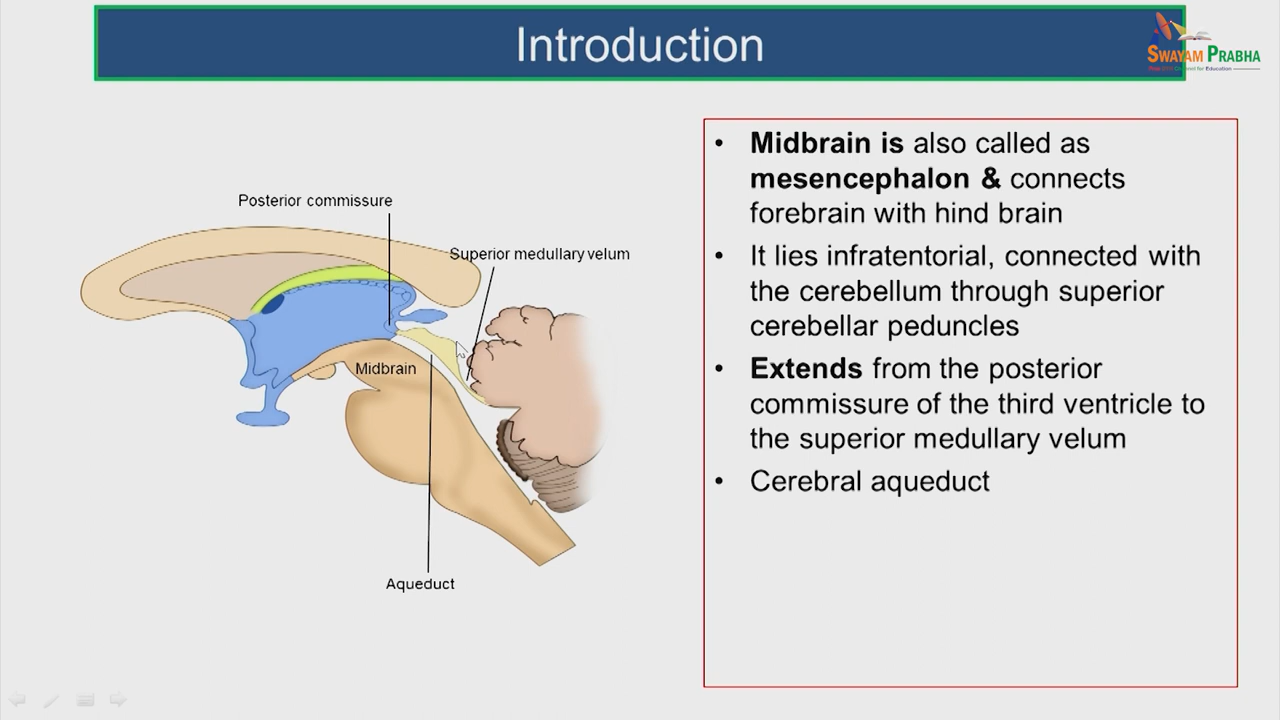 Introduction
SWAYAM PRABHA
Posterior commissure
Superior medullary velum
Midbrain
Aqueduct
• Midbrain is also called as
mesencephalon & connects
forebrain with hind brain
• It lies infratentorial, connected with
the cerebellum through superior
cerebellar peduncles
• Extends from the posterior
commissure of the third ventricle to
the superior medullary velum
• Cerebral aqueduct